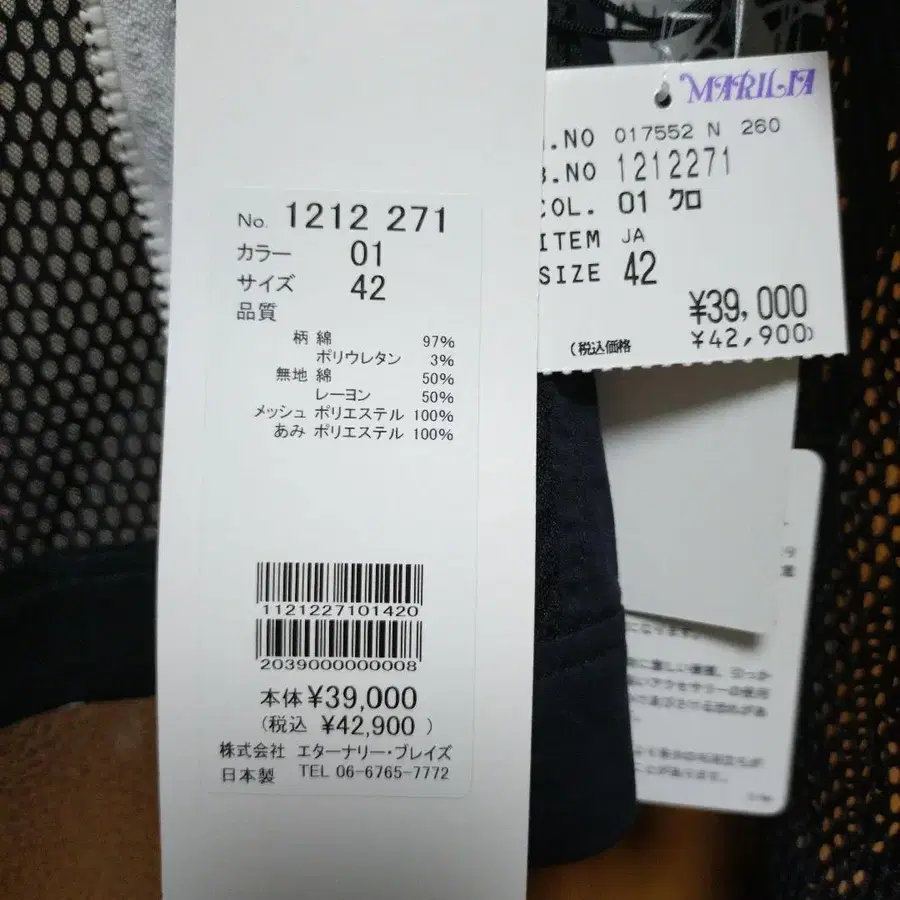 No. 1212 271
カラー 01
サイズ 42
品質
柄 綿 97%
ポリウレタン 3%
無地 綿 50%
レーヨン 50%
メッシュ ポリエステル 100%
あみ ポリエステル 100%
1121227101420
2039000000008
本体 ¥39,000
(税込 ¥42,900 )
株式会社 エターナリー・ブレイズ
日本製 TEL 06-6765-7772
MARILIA
.NO 017552 N 260
.NO 1212271
COL. 01 クロ
ITEM JA
SIZE 42
¥39,000
(税込価格 ¥42,900)
になります。